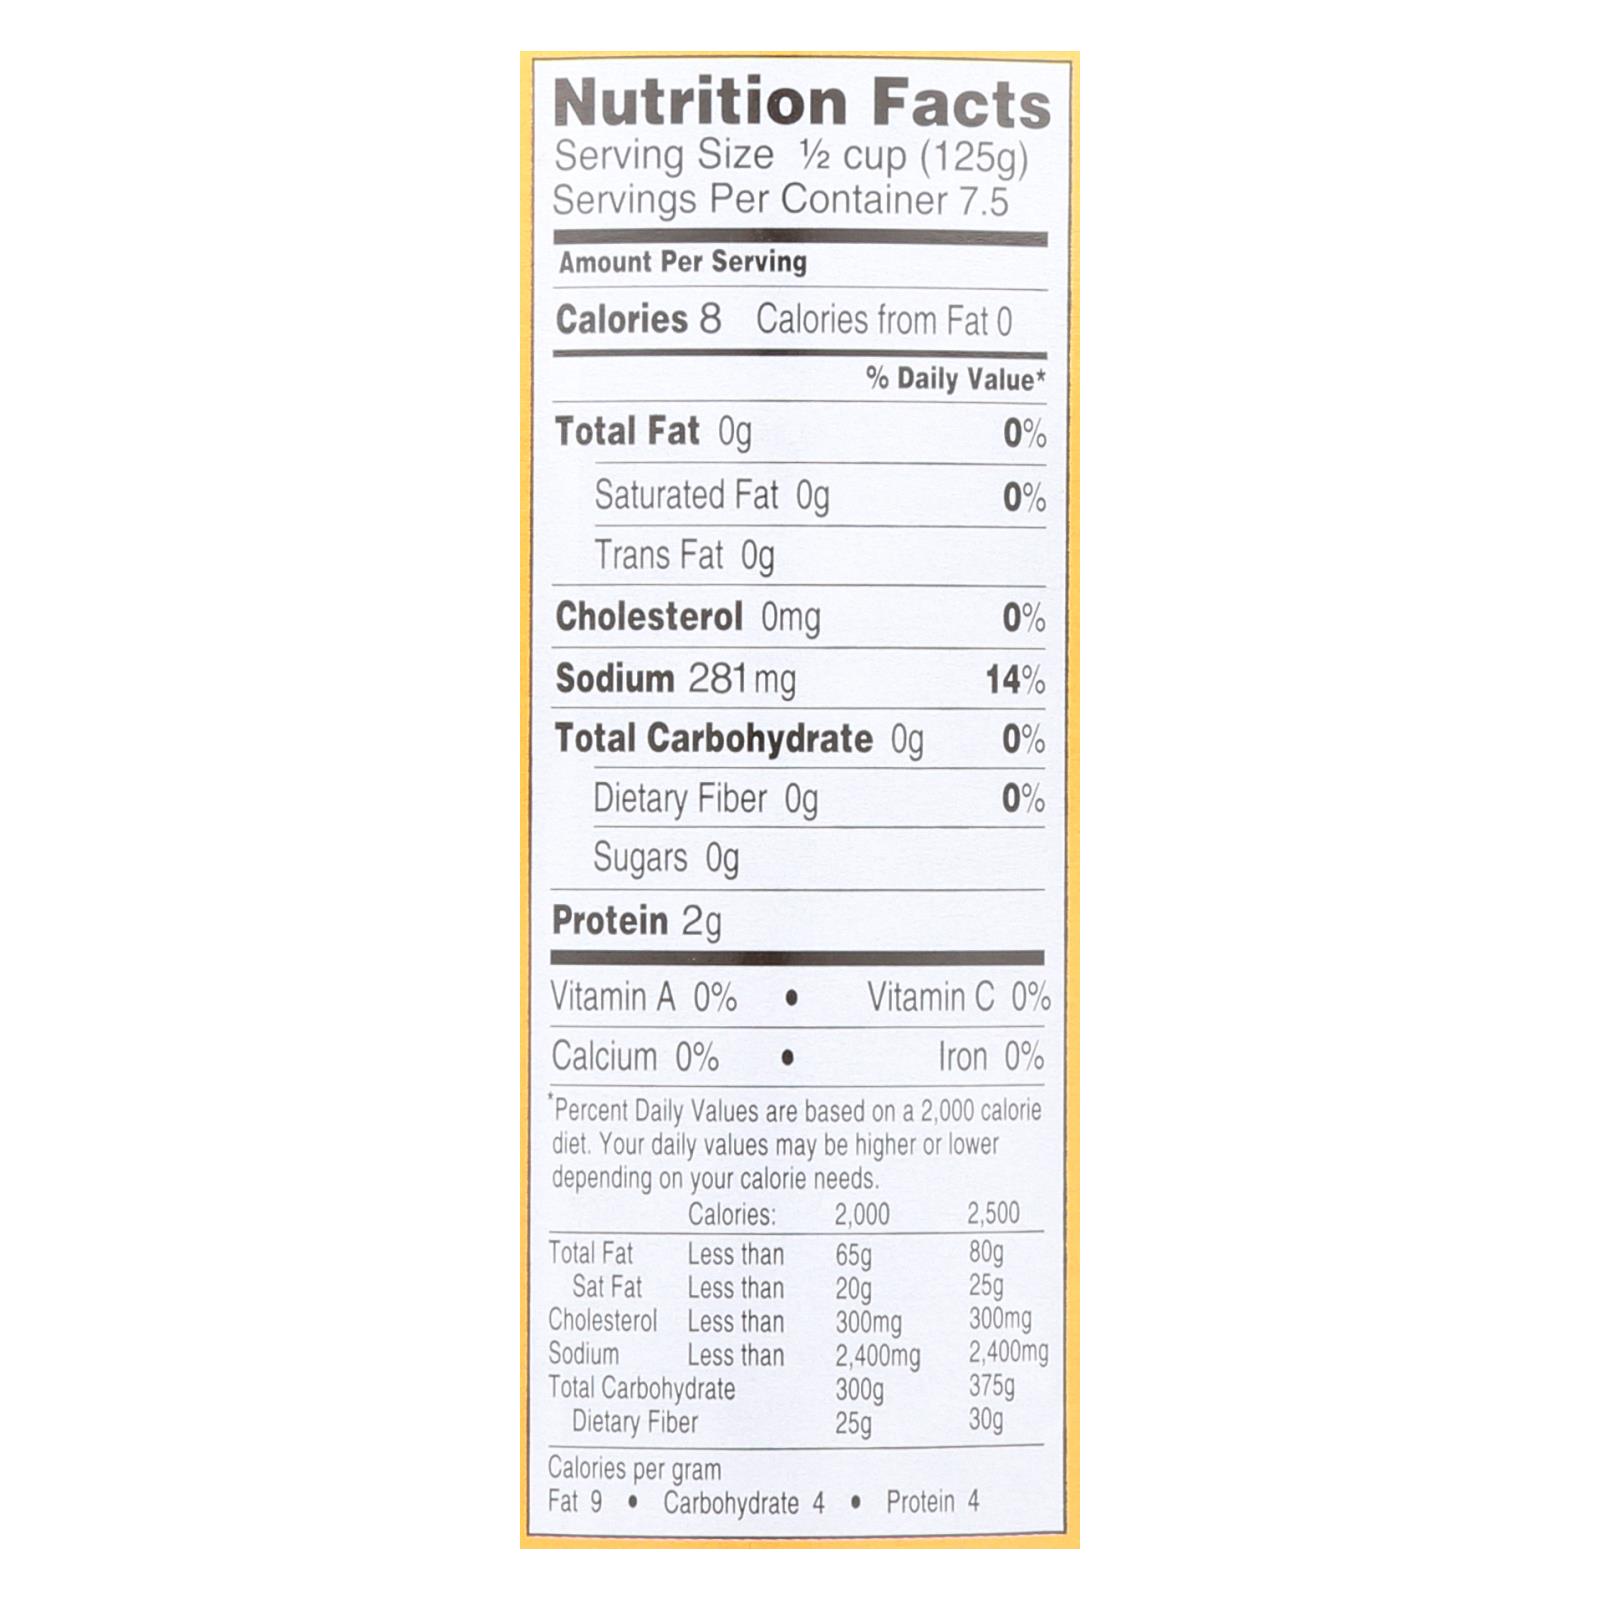 Nutrition Facts
Serving Size ½ cup (125g)
Servings Per Container 7.5
Amount Per Serving
Calories 8 Calories from Fat 0
% Daily Value*
Total Fat 0g 0%
Saturated Fat 0g 0%
Trans Fat 0g
Cholesterol 0mg 0%
Sodium 281mg 14%
Total Carbohydrate 0g 0%
Dietary Fiber 0g 0%
Sugars 0g
Protein 2g
Vitamin A 0% • Vitamin C 0%
Calcium 0% • Iron 0%
*Percent Daily Values are based on a 2,000 calorie
diet. Your daily values may be higher or lower
depending on your calorie needs.
Calories: 2,000 2,500
Total Fat Less than 65g 80g
Sat Fat Less than 20g 25g
Cholesterol Less than 300mg 300mg
Sodium Less than 2,400mg 2,400mg
Total Carbohydrate 300g 375g
Dietary Fiber 25g 30g
Calories per gram
Fat 9 • Carbohydrate 4 • Protein 4